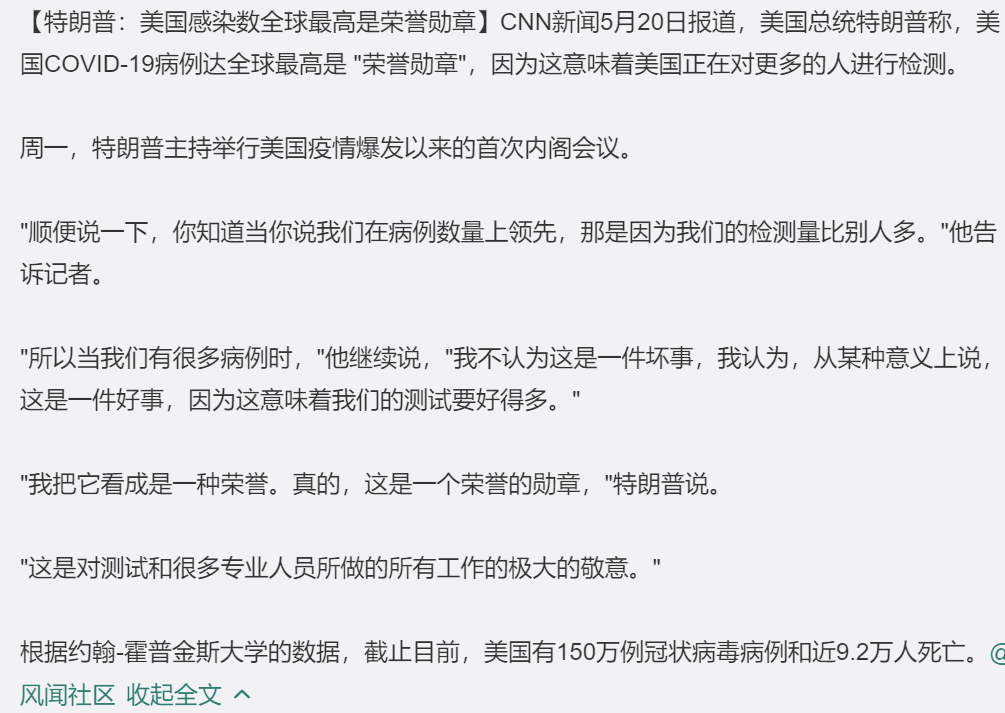 【特朗普：美国感染数全球最高是荣誉勋章】CNN新闻5月20日报道，美国总统特朗普称，美
国COVID-19病例达全球最高是 "荣誉勋章"，因为这意味着美国正在对更多的人进行检测。
周一，特朗普主持举行美国疫情爆发以来的首次内阁会议。
"顺便说一下，你知道当你说我们在病例数量上领先，那是因为我们的检测量比别人多。"他告
诉记者。
"所以当我们有很多病例时，"他继续说，"我不认为这是一件坏事，我认为，从某种意义上说，
这是一件好事，因为这意味着我们的测试要好得多。"
"我把它看成是一种荣誉。真的，这是一个荣誉的勋章，"特朗普说。
"这是对测试和很多专业人员所做的所有工作的极大的敬意。"
根据约翰-霍普金斯大学的数据，截止目前，美国有150万例冠状病毒病例和近9.2万人死亡。@
风闻社区 收起全文